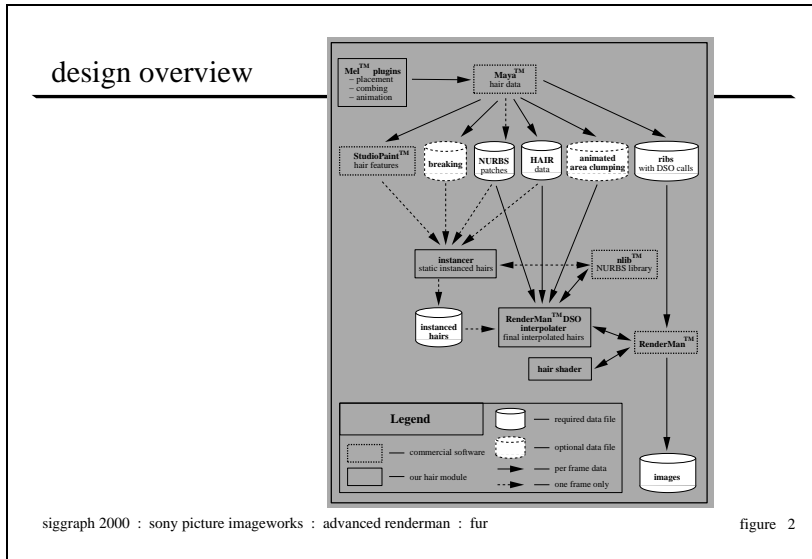 design overview
Mel™ plugins
– placement
– combing
– animation
Maya™
hair data
StudioPaint™
hair features
breaking
NURBS
patches
HAIR
data
animated
area clumping
ribs
with DSO calls
instancer
static instanced hairs
nlib™
NURBS library
instanced
hairs
RenderMan™DSO
interpolater
final interpolated hairs
RenderMan™
hair shader
Legend
required data file
commercial software
optional data file
our hair module
per frame data
one frame only
images
siggraph 2000 : sony picture imageworks : advanced renderman : fur
figure 2